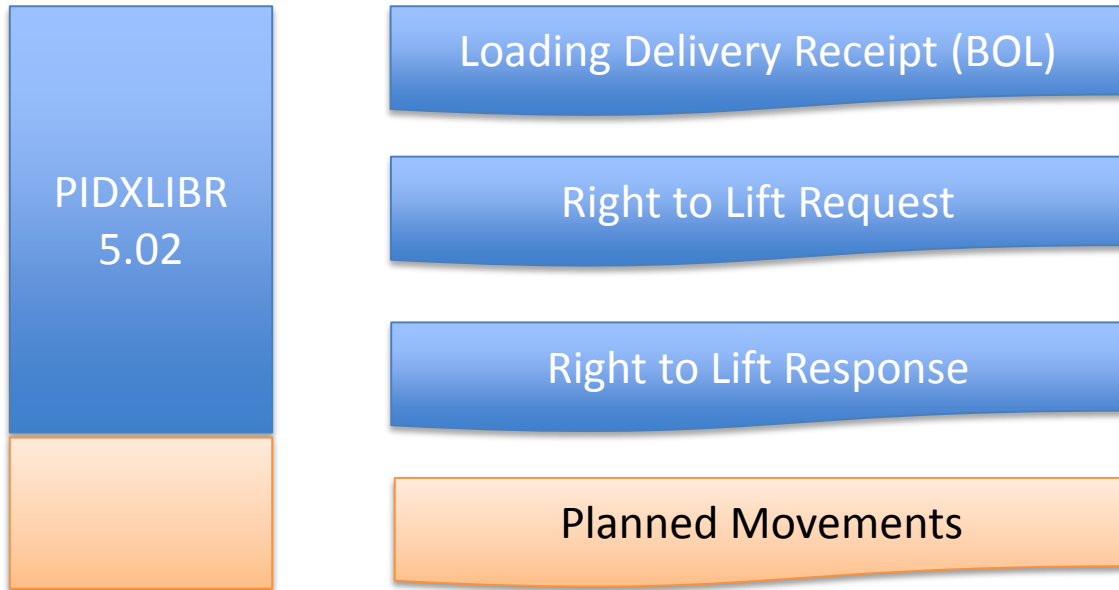 PIDXLIBR
5.02
Loading Delivery Receipt (BOL)
Right to Lift Request
Right to Lift Response
Planned Movements